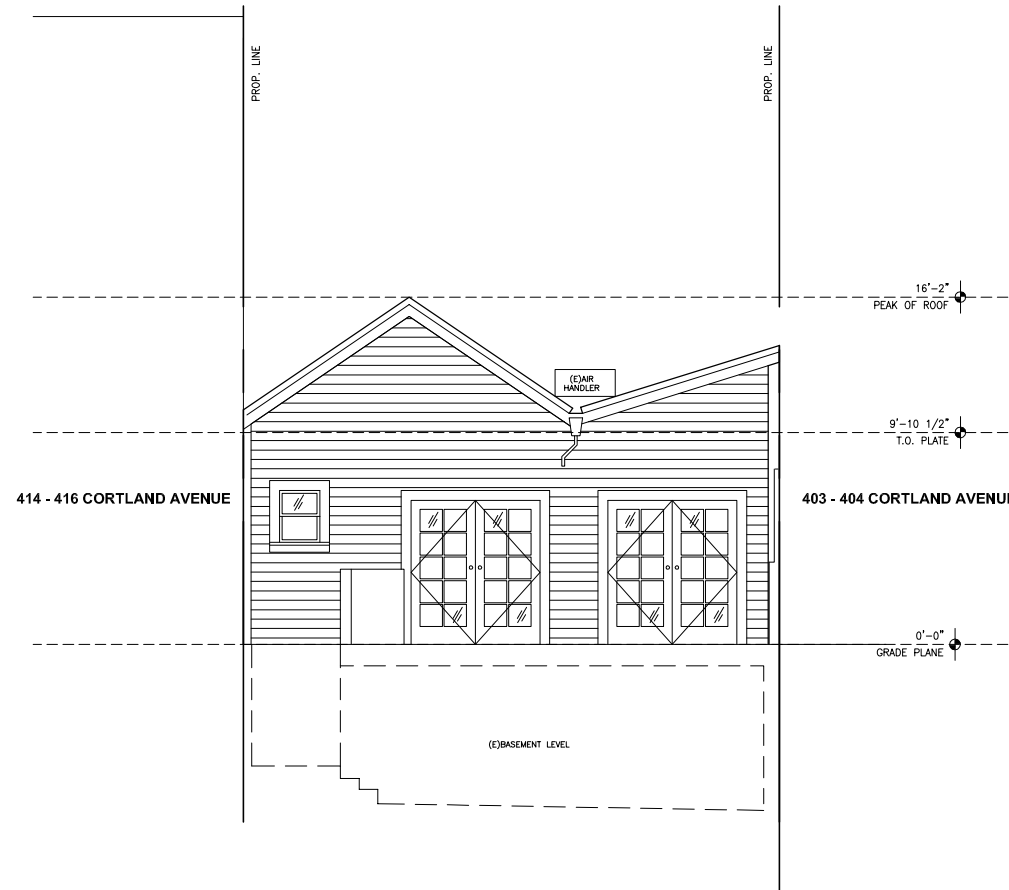 PROP. LINE
PROP. LINE
16'-2"
PEAK OF ROOF
(E)AIR
HANDLER
9'-10 1/2"
T.O. PLATE
414 - 416 CORTLAND AVENUE
403 - 404 CORTLAND AVENU
0'-0"
GRADE PLANE
(E)BASEMENT LEVEL